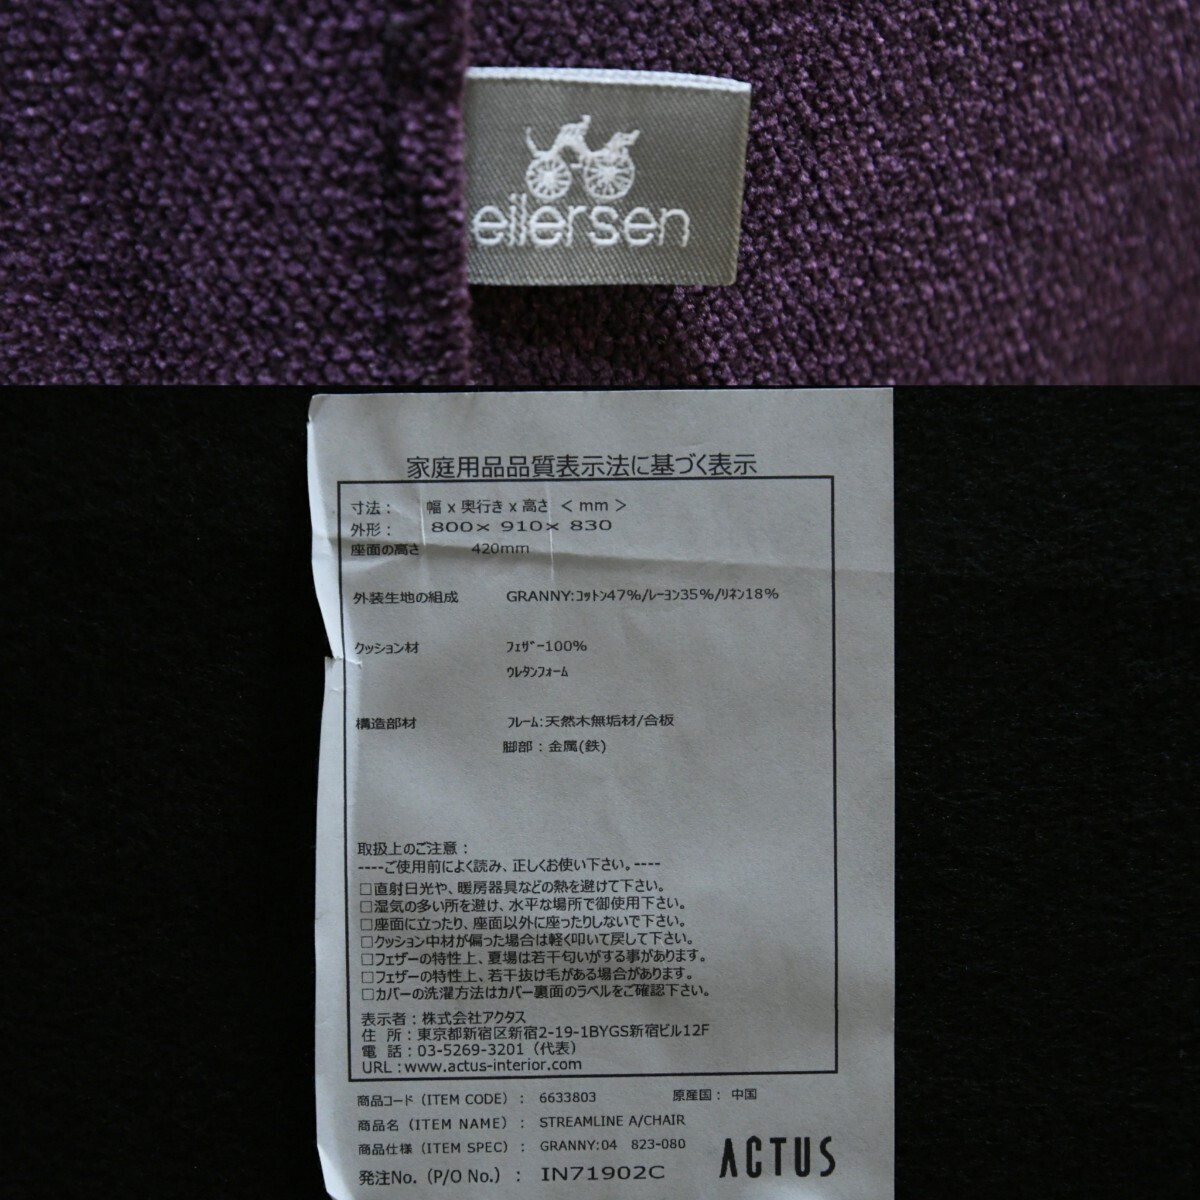 eilersen
家庭用品品質表示法に基づく表示
寸法： 幅 x 奥行き x 高さ ＜ mm ＞
外形： 800× 910× 830
座面の高さ 420mm
外装生地の組成 GRANNY:ｺｯﾄﾝ47%/ﾚｰﾖﾝ35%/ﾘﾈﾝ18%
クッション材 ﾌｪｻﾞｰ100%
ｳﾚﾀﾝﾌｫｰﾑ
構造部材 ﾌﾚｰﾑ:天然木無垢材/合板
脚部：金属(鉄)
取扱上のご注意：
----ご使用前によく読み、正しくお使い下さい。----
□直射日光や、暖房器具などの熱を避けて下さい。
□湿気の多い所を避け、水平な場所で御使用下さい。
□座面に立ったり、座面以外に座ったりしないで下さい。
□クッション中材が偏った場合は軽く叩いて戻して下さい。
□フェザーの特性上、夏場は若干匂いがする事があります。
□フェザーの特性上、若干抜け毛がある場合があります。
□カバーの洗濯方法はカバー裏面のラベルをご確認下さい。
表示者：株式会社アクタス
住 所：東京都新宿区新宿2-19-1BYGS新宿ビル12F
電 話：03-5269-3201（代表）
URL：www.actus-interior.com
商品コード（ITEM CODE）： 6633803 原産国： 中国
商品名（ITEM NAME）： STREAMLINE A/CHAIR
商品仕様（ITEM SPEC）： GRANNY:04 823-080
発注No.（P/O No.）： IN71902C
ACTUS